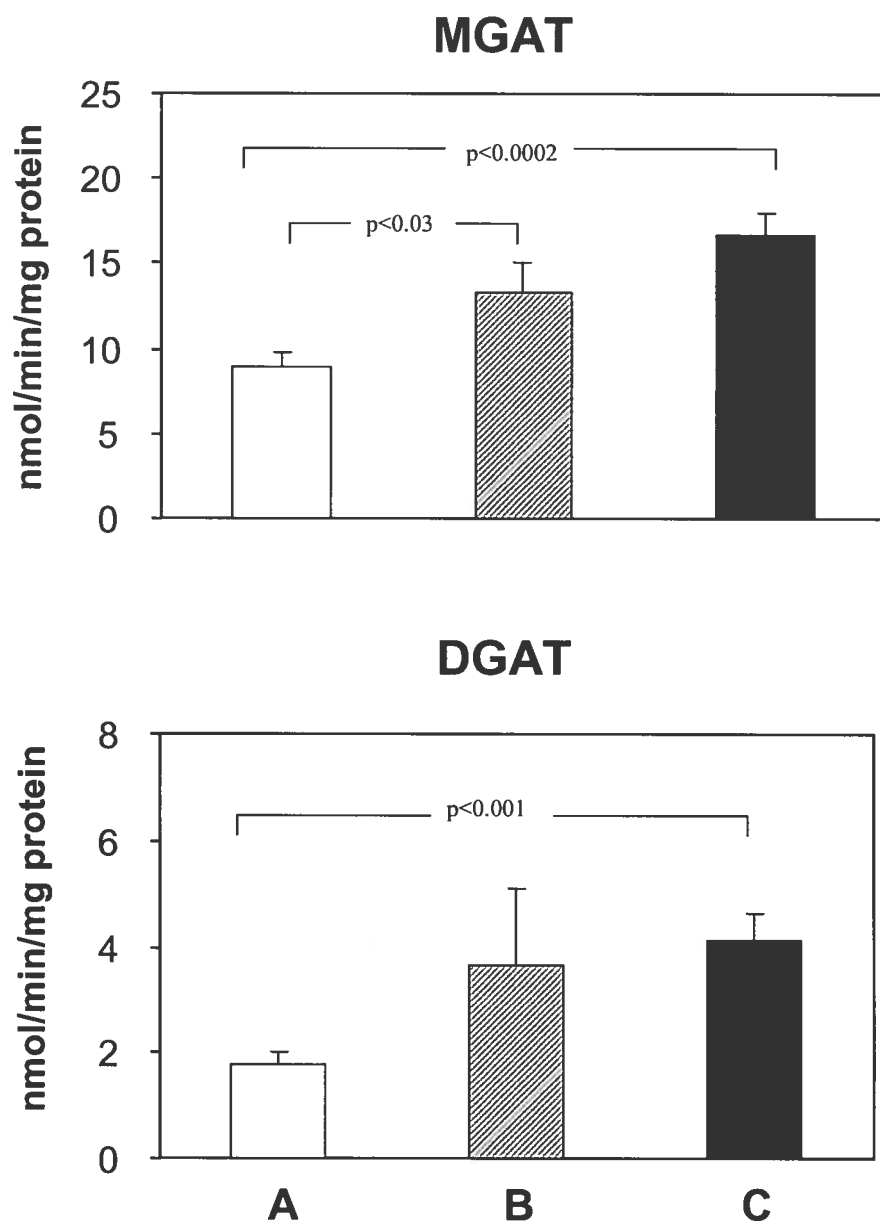 MGAT
nmol/min/mg protein
25
20
15
10
5
0
p<0.0002
p<0.03
DGAT
nmol/min/mg protein
8
6
4
2
0
p<0.001
A B C